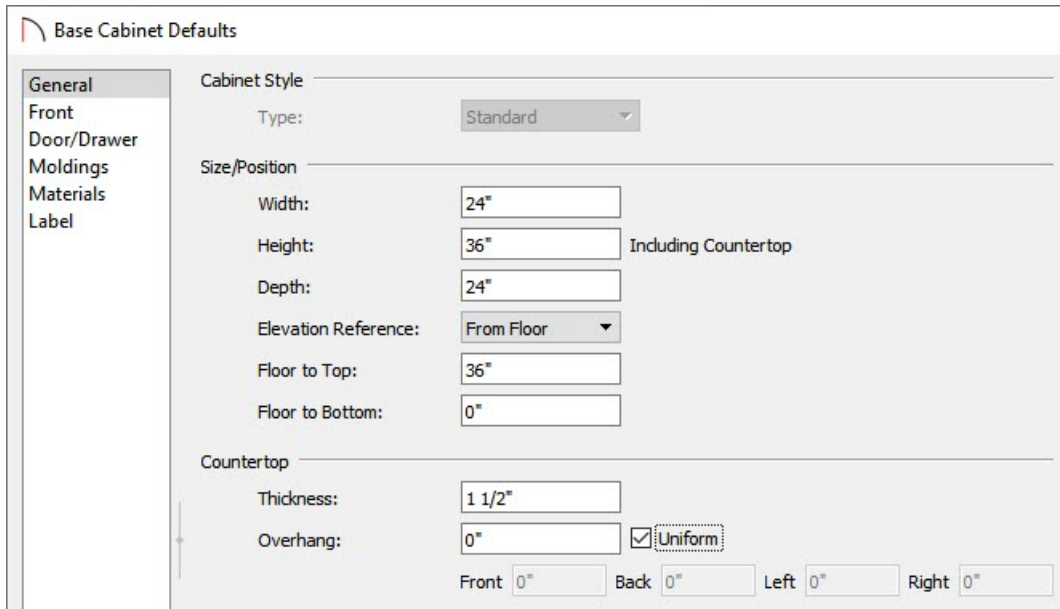 Base Cabinet Defaults
General
Front
Door/Drawer
Moldings
Materials
Label
Cabinet Style
Type: Standard
Size/Position
Width: 24"
Height: 36" Including Countertop
Depth: 24"
Elevation Reference: From Floor
Floor to Top: 36"
Floor to Bottom: 0"
Countertop
Thickness: 1 1/2"
Overhang: 0" Uniform
Front 0" Back 0" Left 0" Right 0"